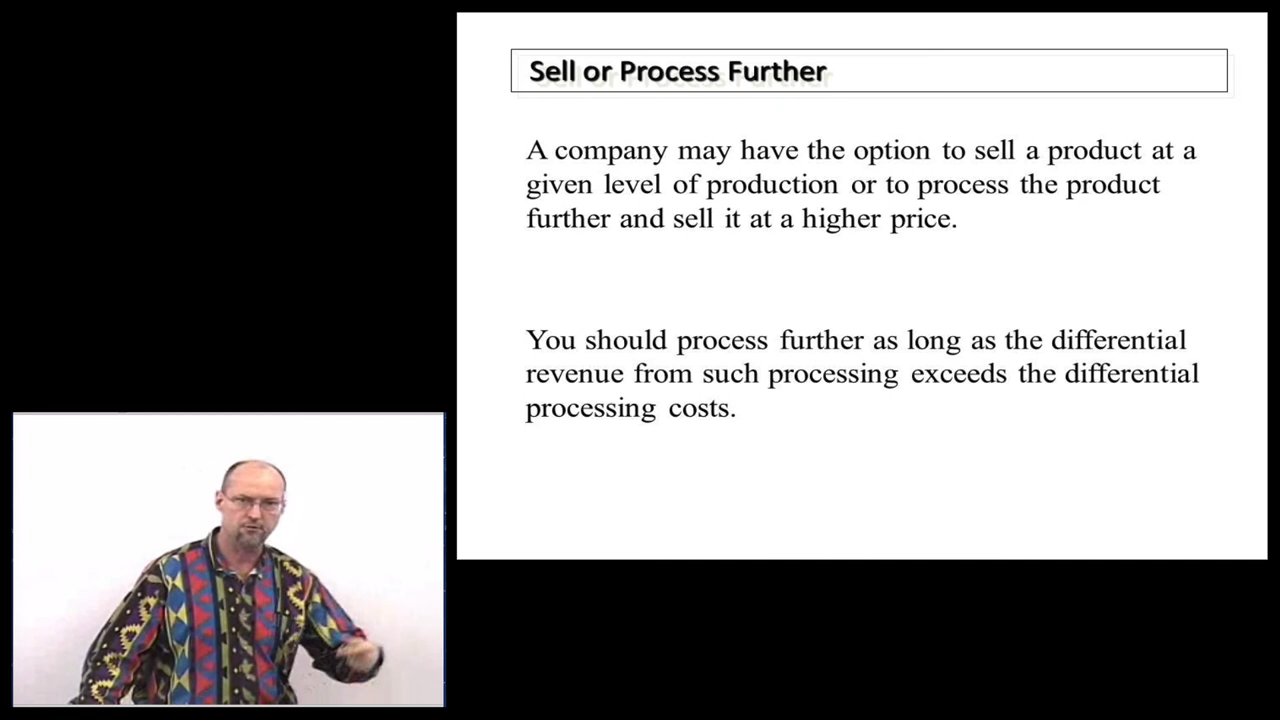 Sell or Process Further
A company may have the option to sell a product at a
given level of production or to process the product
further and sell it at a higher price.
You should process further as long as the differential
revenue from such processing exceeds the differential
processing costs.